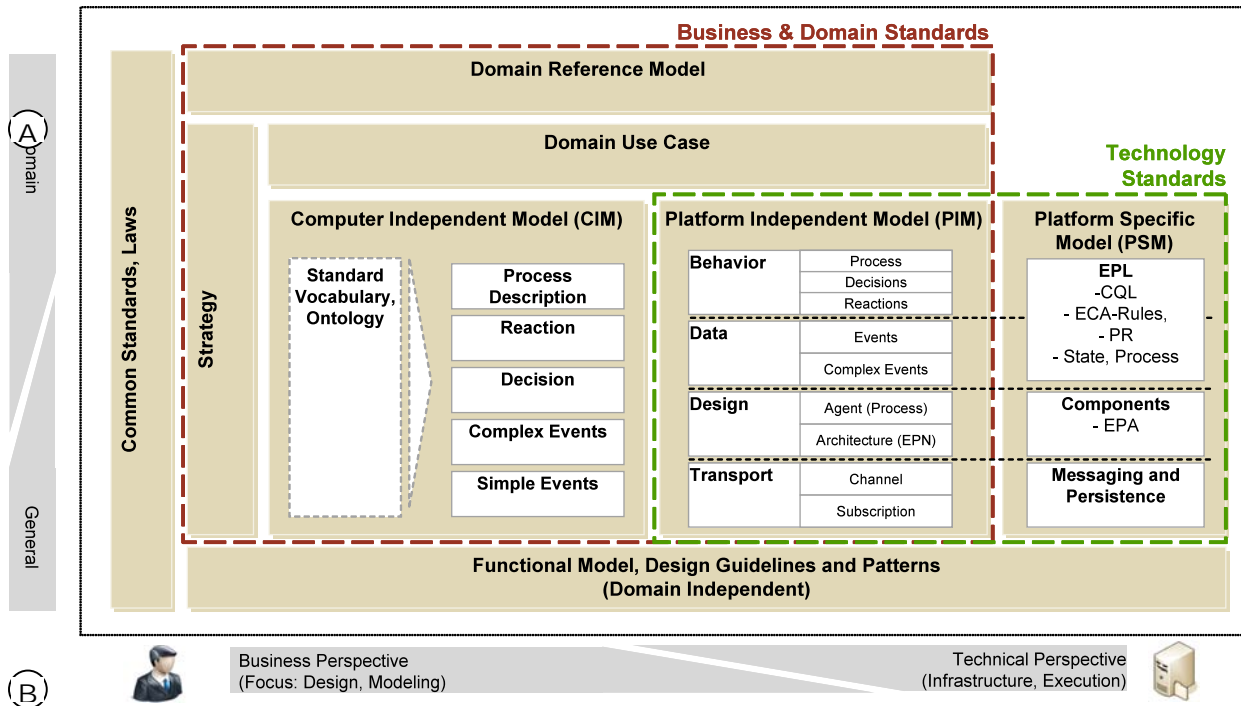 Business & Domain Standards
Domain Reference Model
A
Domain
General
Common Standards, Laws
Strategy
Domain Use Case
Technology
Standards
Computer Independent Model (CIM)
Standard
Vocabulary,
Ontology
Process
Description
Reaction
Decision
Complex Events
Simple Events
Platform Independent Model (PIM)
Behavior
Process
Decisions
Reactions
Data
Events
Complex Events
Design
Agent (Process)
Architecture (EPN)
Transport
Channel
Subscription
Platform Specific
Model (PSM)
EPL
-CQL
- ECA-Rules,
- PR
- State, Process
Components
- EPA
Messaging and
Persistence
Functional Model, Design Guidelines and Patterns
(Domain Independent)
B
Business Perspective
(Focus: Design, Modeling)
Technical Perspective
(Infrastructure, Execution)